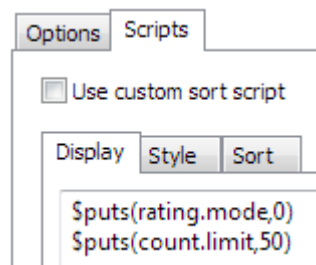 Options Scripts
Use custom sort script
Display Style Sort
$puts(rating.mode,0)
$puts(count.limit,50)